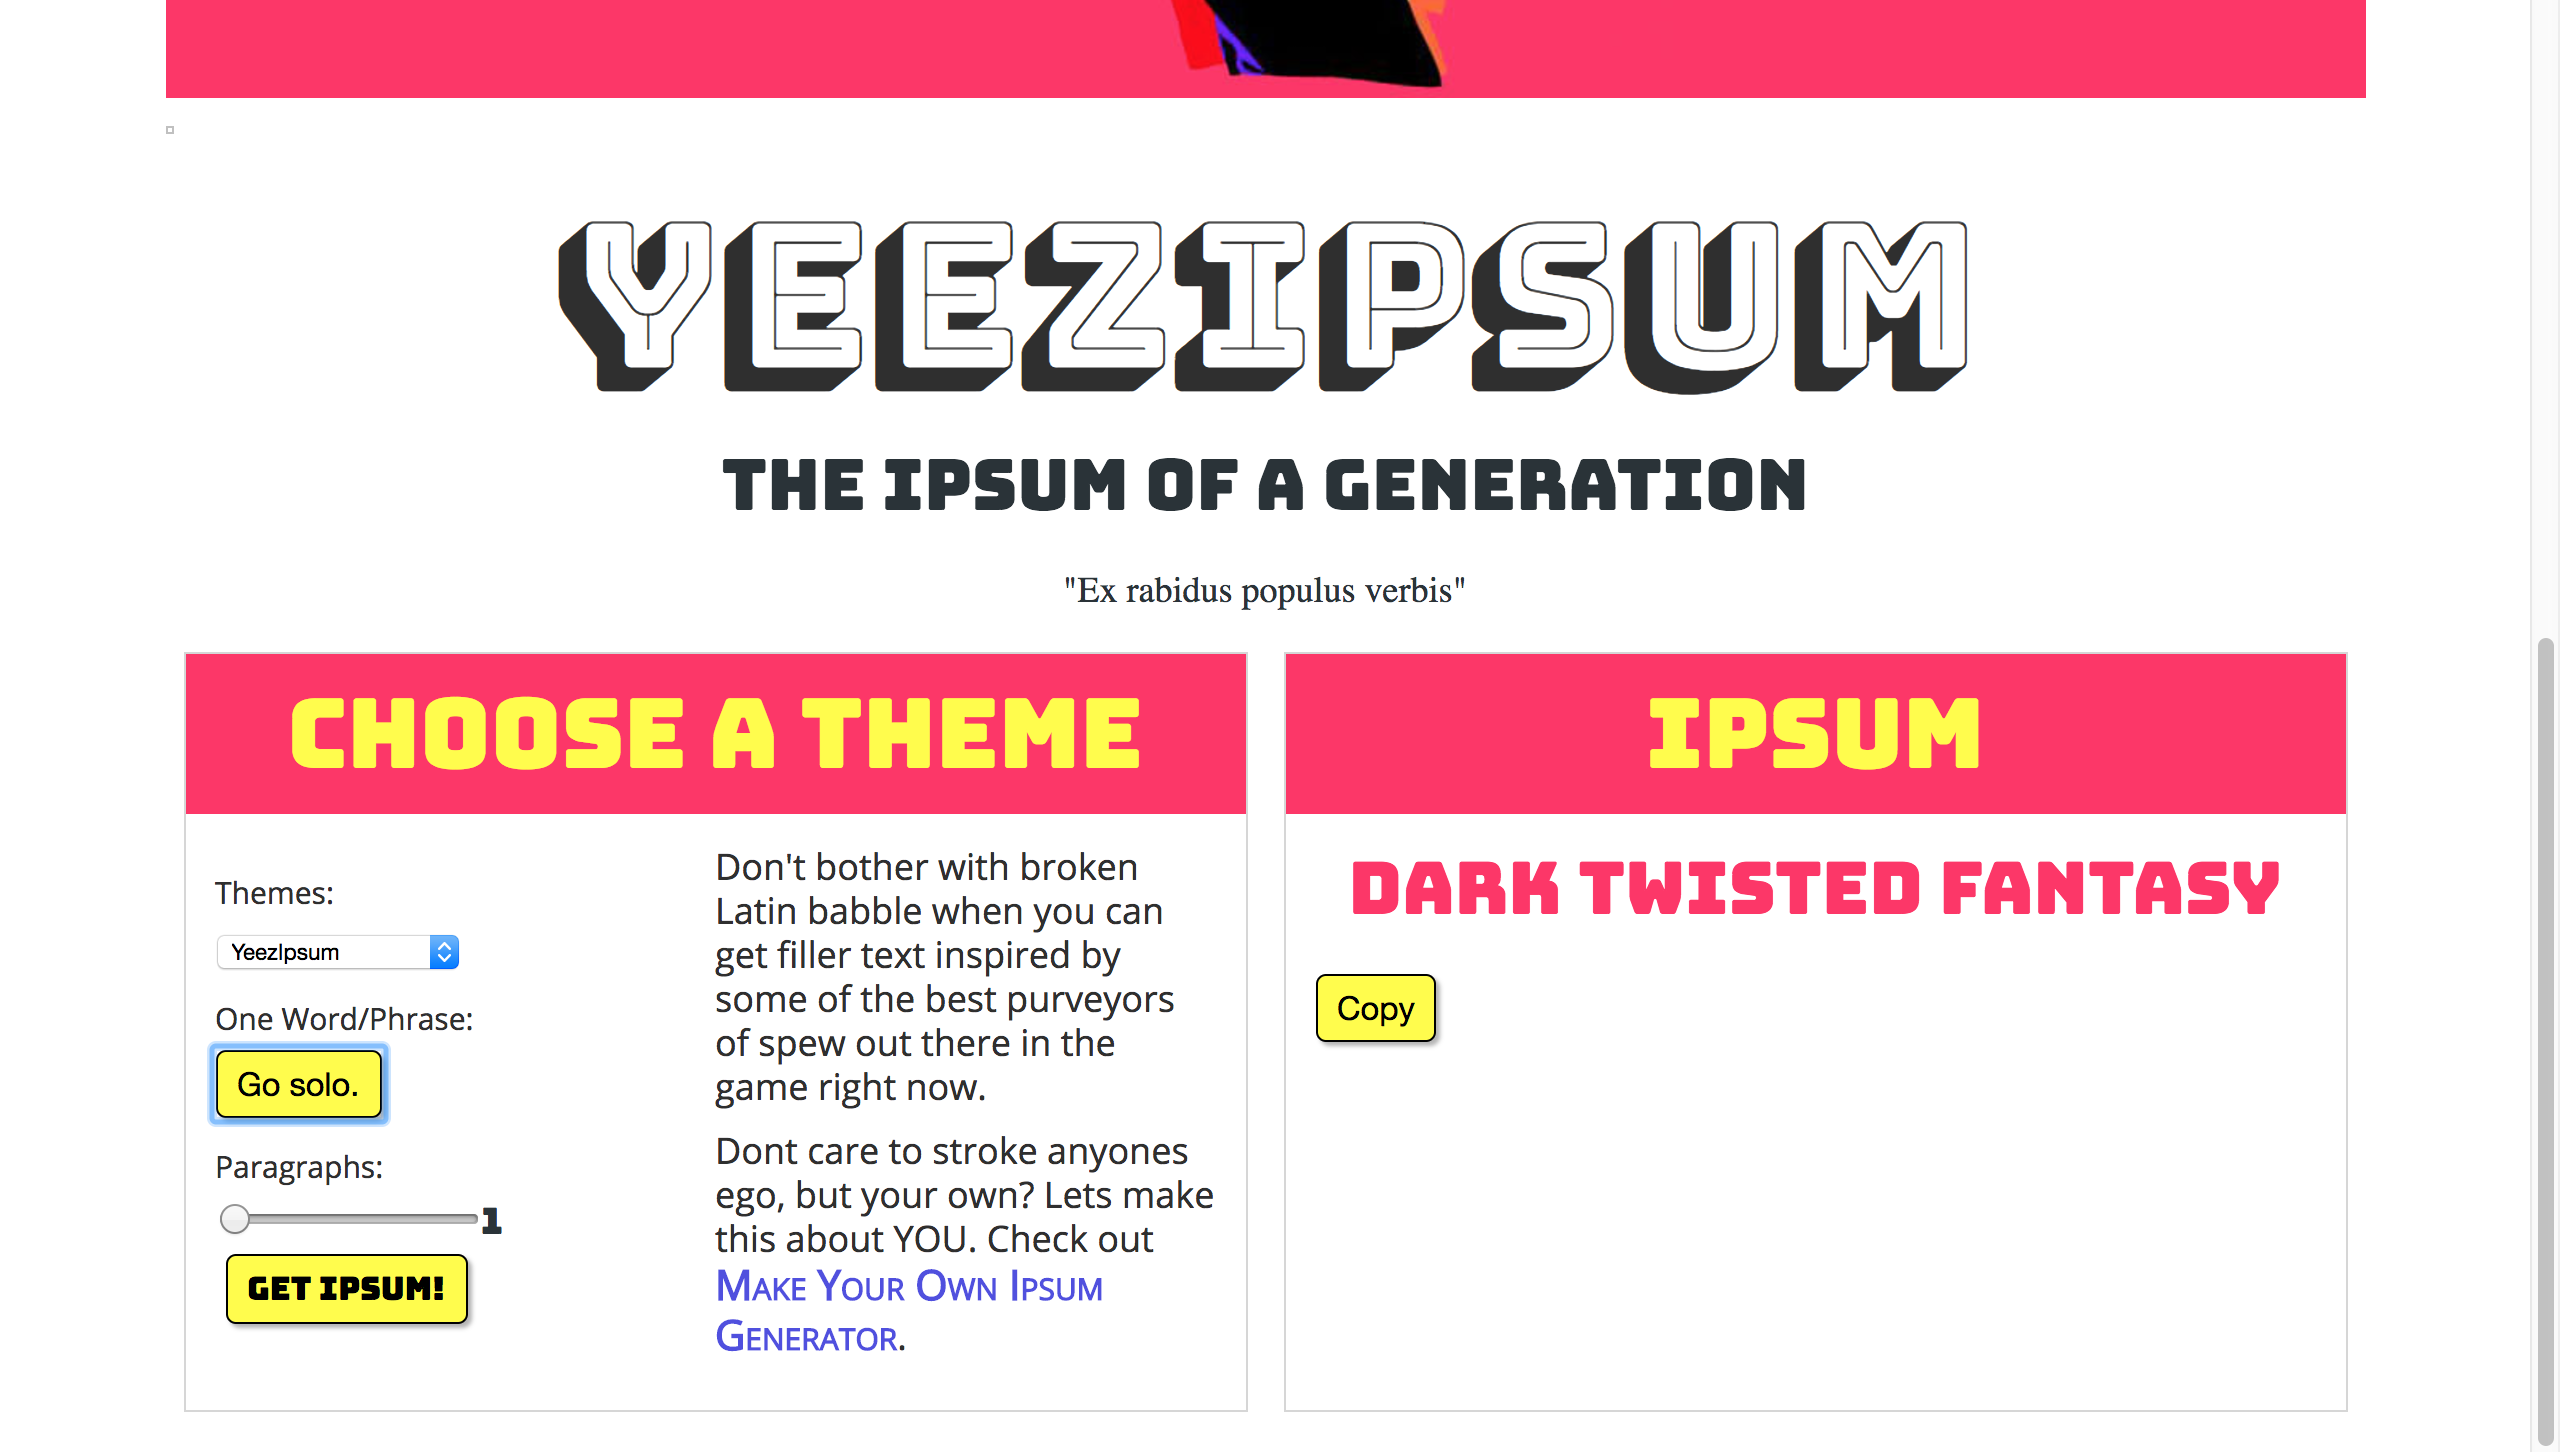 YEEZIPSUM
THE IPSUM OF A GENERATION
"Ex rabidus populus verbis"
CHOOSE A THEME
Themes:
YeezIpsum
One Word/Phrase:
Go solo.
Paragraphs:
1
GET IPSUM!
Don't bother with broken
Latin babble when you can
get filler text inspired by
some of the best purveyors
of spew out there in the
game right now.
Dont care to stroke anyones
ego, but your own? Lets make
this about YOU. Check out
Make Your Own Ipsum
Generator.
IPSUM
DARK TWISTED FANTASY
Copy